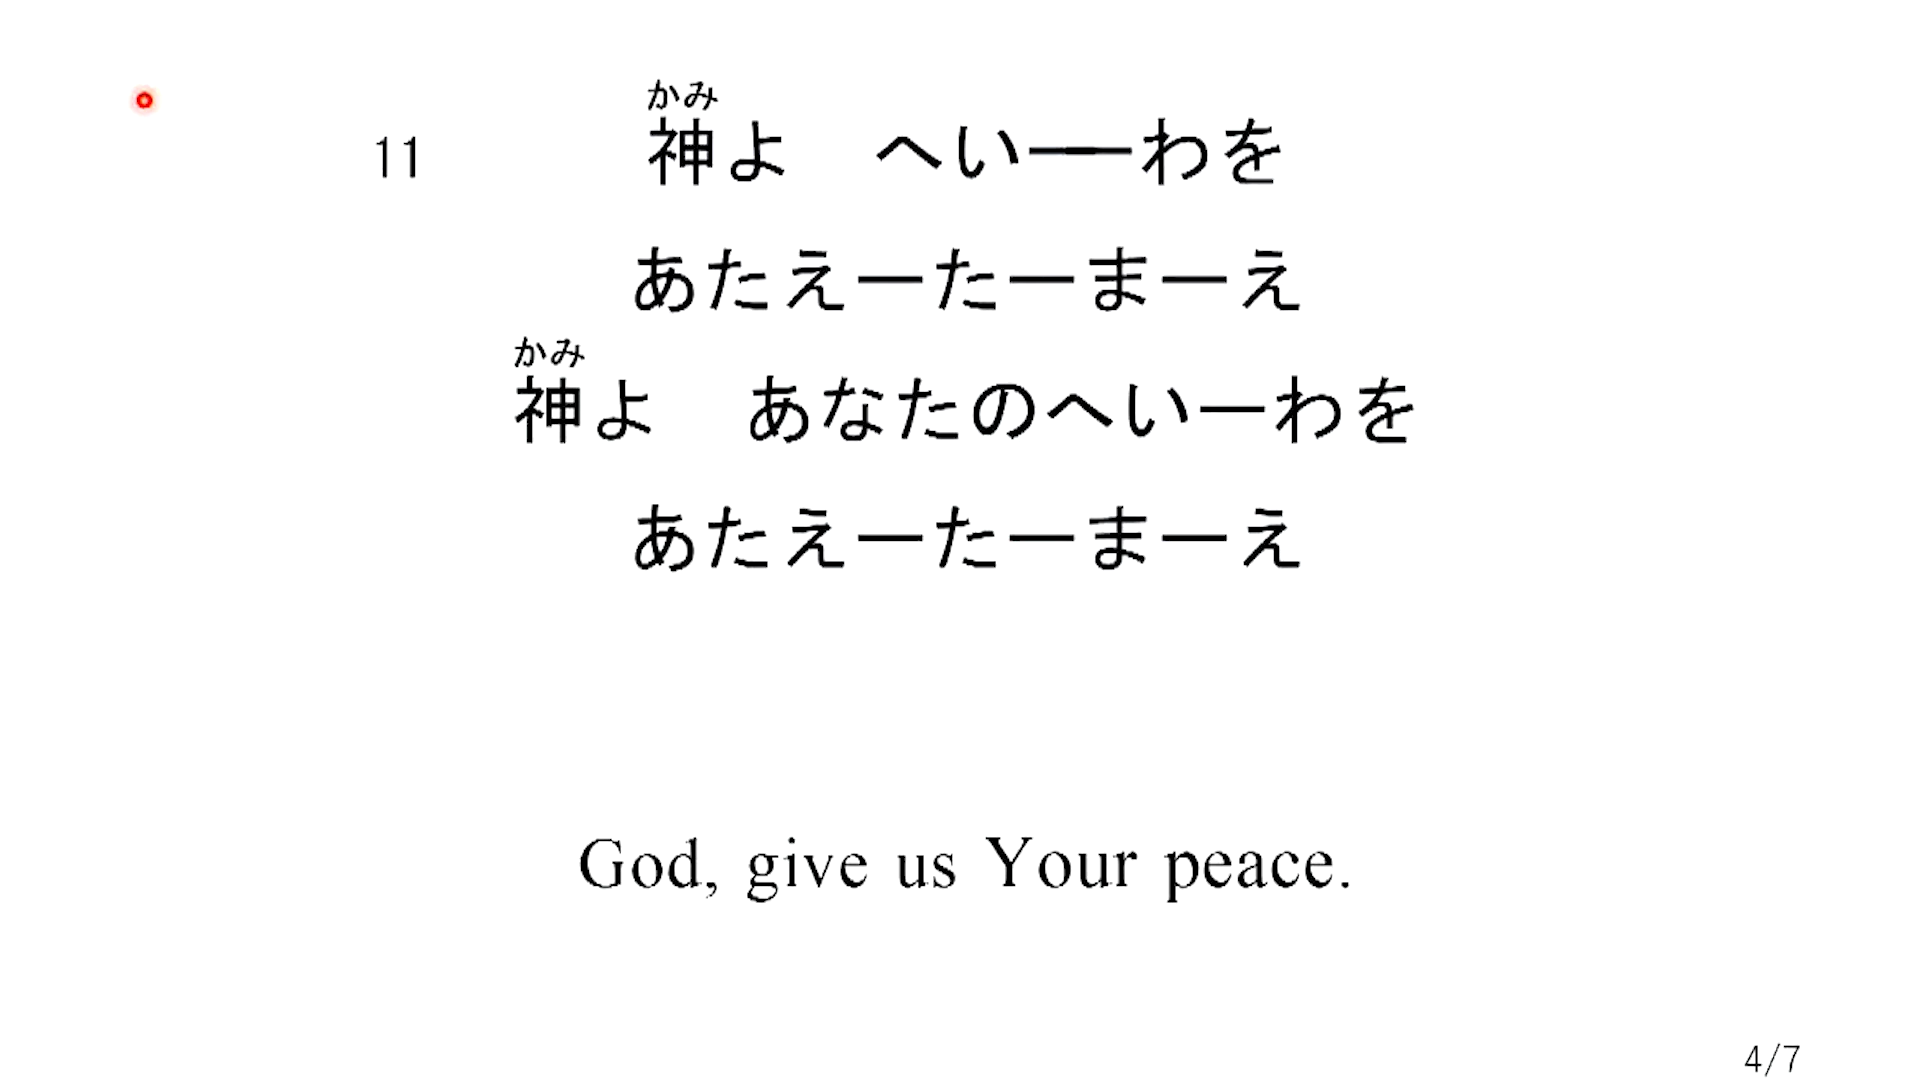 かみ
11 神よ　へいーーわを
あたえーたーまーえ
かみ
神よ　あなたのへいーわを
あたえーたーまーえ
God, give us Your peace.
4/7